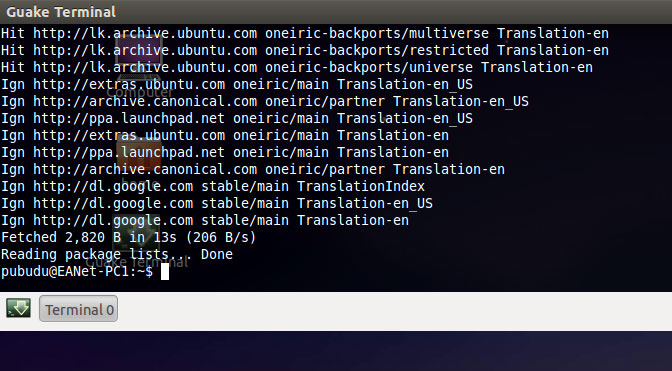 Guake Terminal
Hit http://lk.archive.ubuntu.com oneiric-backports/multiverse Translation-en
Hit http://lk.archive.ubuntu.com oneiric-backports/restricted Translation-en
Hit http://lk.archive.ubuntu.com oneiric-backports/universe Translation-en
Ign http://extras.ubuntu.com oneiric/main Translation-en_US
Computer
Ign http://archive.canonical.com oneiric/partner Translation-en_US
Ign http://ppa.launchpad.net oneiric/main Translation-en_US
Ign http://extras.ubuntu.com oneiric/main Translation-en
Ign http://ppa.launchpad.net oneiric/main Translation-en
Ign http://archive.canonical.com oneiric/partner Translation-en
Ign http://dl.google.com stable/main TranslationIndex
Ign http://dl.google.com stable/main Translation-en_US
Ign http://dl.google.com stable/main Translation-en
Fetched 2,820 B in 13s (206 B/s)
Reading package lists... Done
Guake Terminal
pubudu@EANet-PC1:~$
Terminal 0